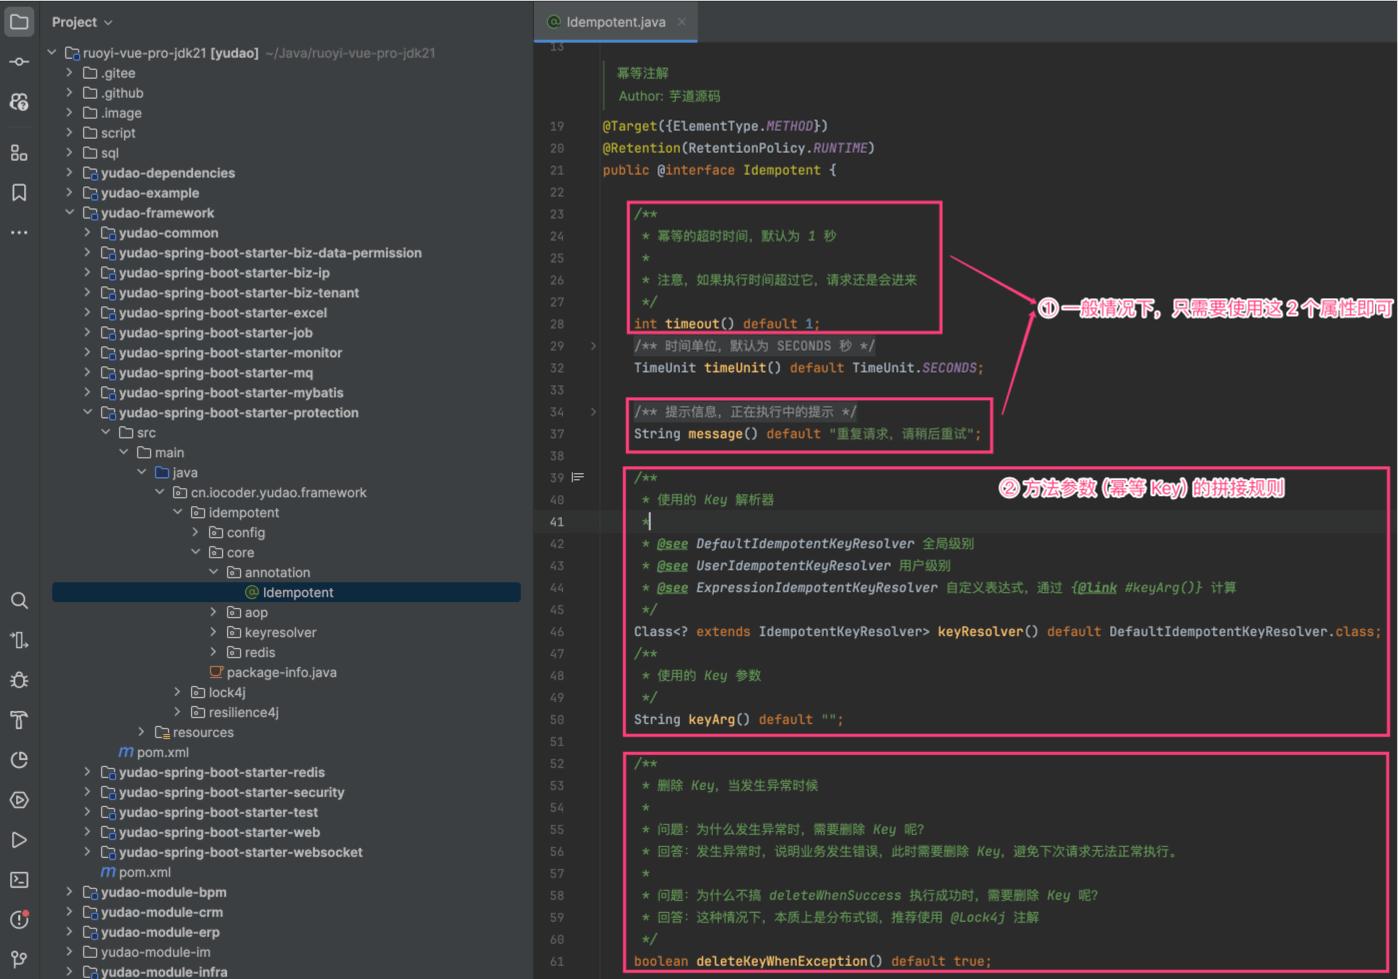 Project
ruoyi-vue-pro-jdk21 [yudao] ~/Java/ruoyi-vue-pro-jdk21
.gitee
.github
.image
script
sql
yudao-dependencies
yudao-example
yudao-framework
yudao-common
yudao-spring-boot-starter-biz-data-permission
yudao-spring-boot-starter-biz-ip
yudao-spring-boot-starter-biz-tenant
yudao-spring-boot-starter-excel
yudao-spring-boot-starter-job
yudao-spring-boot-starter-monitor
yudao-spring-boot-starter-mq
yudao-spring-boot-starter-mybatis
yudao-spring-boot-starter-protection
src
main
java
cn.iocoder.yudao.framework
idempotent
config
core
annotation
Idempotent
aop
keyresolver
redis
package-info.java
lock4j
resilience4j
resources
pom.xml
yudao-spring-boot-starter-redis
yudao-spring-boot-starter-security
yudao-spring-boot-starter-test
yudao-spring-boot-starter-web
yudao-spring-boot-starter-websocket
pom.xml
yudao-module-bpm
yudao-module-crm
yudao-module-erp
yudao-module-im
yudao-module-infra
Idempotent.java
13
幂等注解
Author: 芋道源码
19 @Target({ElementType.METHOD})
20 @Retention(RetentionPolicy.RUNTIME)
21 public @interface Idempotent {
22
23 /**
24 * 幂等的超时时间，默认为 1 秒
25 *
26 * 注意，如果执行时间超过它，请求还是会进来
27 */
28 int timeout() default 1;
29 /** 时间单位，默认为 SECONDS 秒 */
32 TimeUnit timeUnit() default TimeUnit.SECONDS;
33
34 /** 提示信息，正在执行中的提示 */
37 String message() default "重复请求，请稍后重试";
38
39 /**
40 * 使用的 Key 解析器
41 *
42 * @see DefaultIdempotentKeyResolver 全局级别
43 * @see UserIdempotentKeyResolver 用户级别
44 * @see ExpressionIdempotentKeyResolver 自定义表达式，通过 {@link #keyArg()} 计算
45 */
46 Class<? extends IdempotentKeyResolver> keyResolver() default DefaultIdempotentKeyResolver.class;
47 /**
48 * 使用的 Key 参数
49 */
50 String keyArg() default "";
51
52 /**
53 * 删除 Key，当发生异常时候
54 *
55 * 问题：为什么发生异常时，需要删除 Key 呢？
56 * 回答：发生异常时，说明业务发生错误，此时需要删除 Key，避免下次请求无法正常执行。
57 *
58 * 问题：为什么不搞 deleteWhenSuccess 执行成功时，需要删除 Key 呢？
59 * 回答：这种情况下，本质上是分布式锁，推荐使用 @Lock4j 注解
60 */
61 boolean deleteKeyWhenException() default true;
① 一般情况下，只需要使用这 2 个属性即可
② 方法参数 (幂等 Key) 的拼接规则